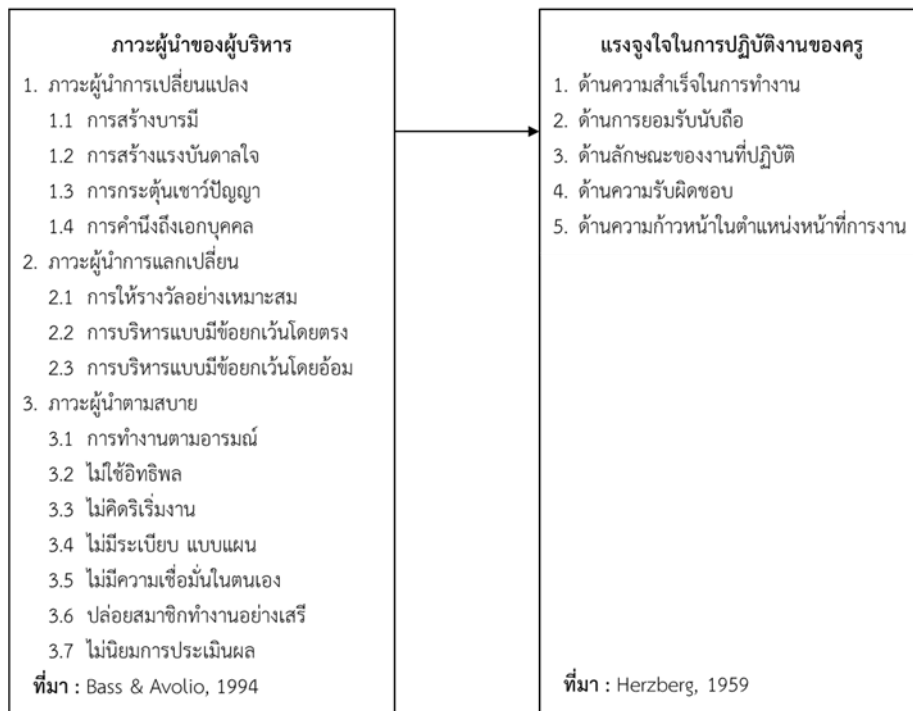 ภาวะผู้นำของผู้บริหาร
1. ภาวะผู้นำการเปลี่ยนแปลง
1.1 การสร้างบารมี
1.2 การสร้างแรงบันดาลใจ
1.3 การกระตุ้นเชาว์ปัญญา
1.4 การคำนึงถึงเอกบุคคล
2. ภาวะผู้นำการแลกเปลี่ยน
2.1 การให้รางวัลอย่างเหมาะสม
2.2 การบริหารแบบมีข้อยกเว้นโดยตรง
2.3 การบริหารแบบมีข้อยกเว้นโดยอ้อม
3. ภาวะผู้นำตามสบาย
3.1 การทำงานตามอารมณ์
3.2 ไม่ใช้อิทธิพล
3.3 ไม่คิดริเริ่มงาน
3.4 ไม่มีระเบียบ แบบแผน
3.5 ไม่มีความเชื่อมั่นในตนเอง
3.6 ปล่อยสมาชิกทำงานอย่างเสรี
3.7 ไม่นิยมการประเมินผล
ที่มา : Bass & Avolio, 1994
แรงจูงใจในการปฏิบัติงานของครู
1. ด้านความสำเร็จในการทำงาน
2. ด้านการยอมรับนับถือ
3. ด้านลักษณะของงานที่ปฏิบัติ
4. ด้านความรับผิดชอบ
5. ด้านความก้าวหน้าในตำแหน่งหน้าที่การงาน
ที่มา : Herzberg, 1959